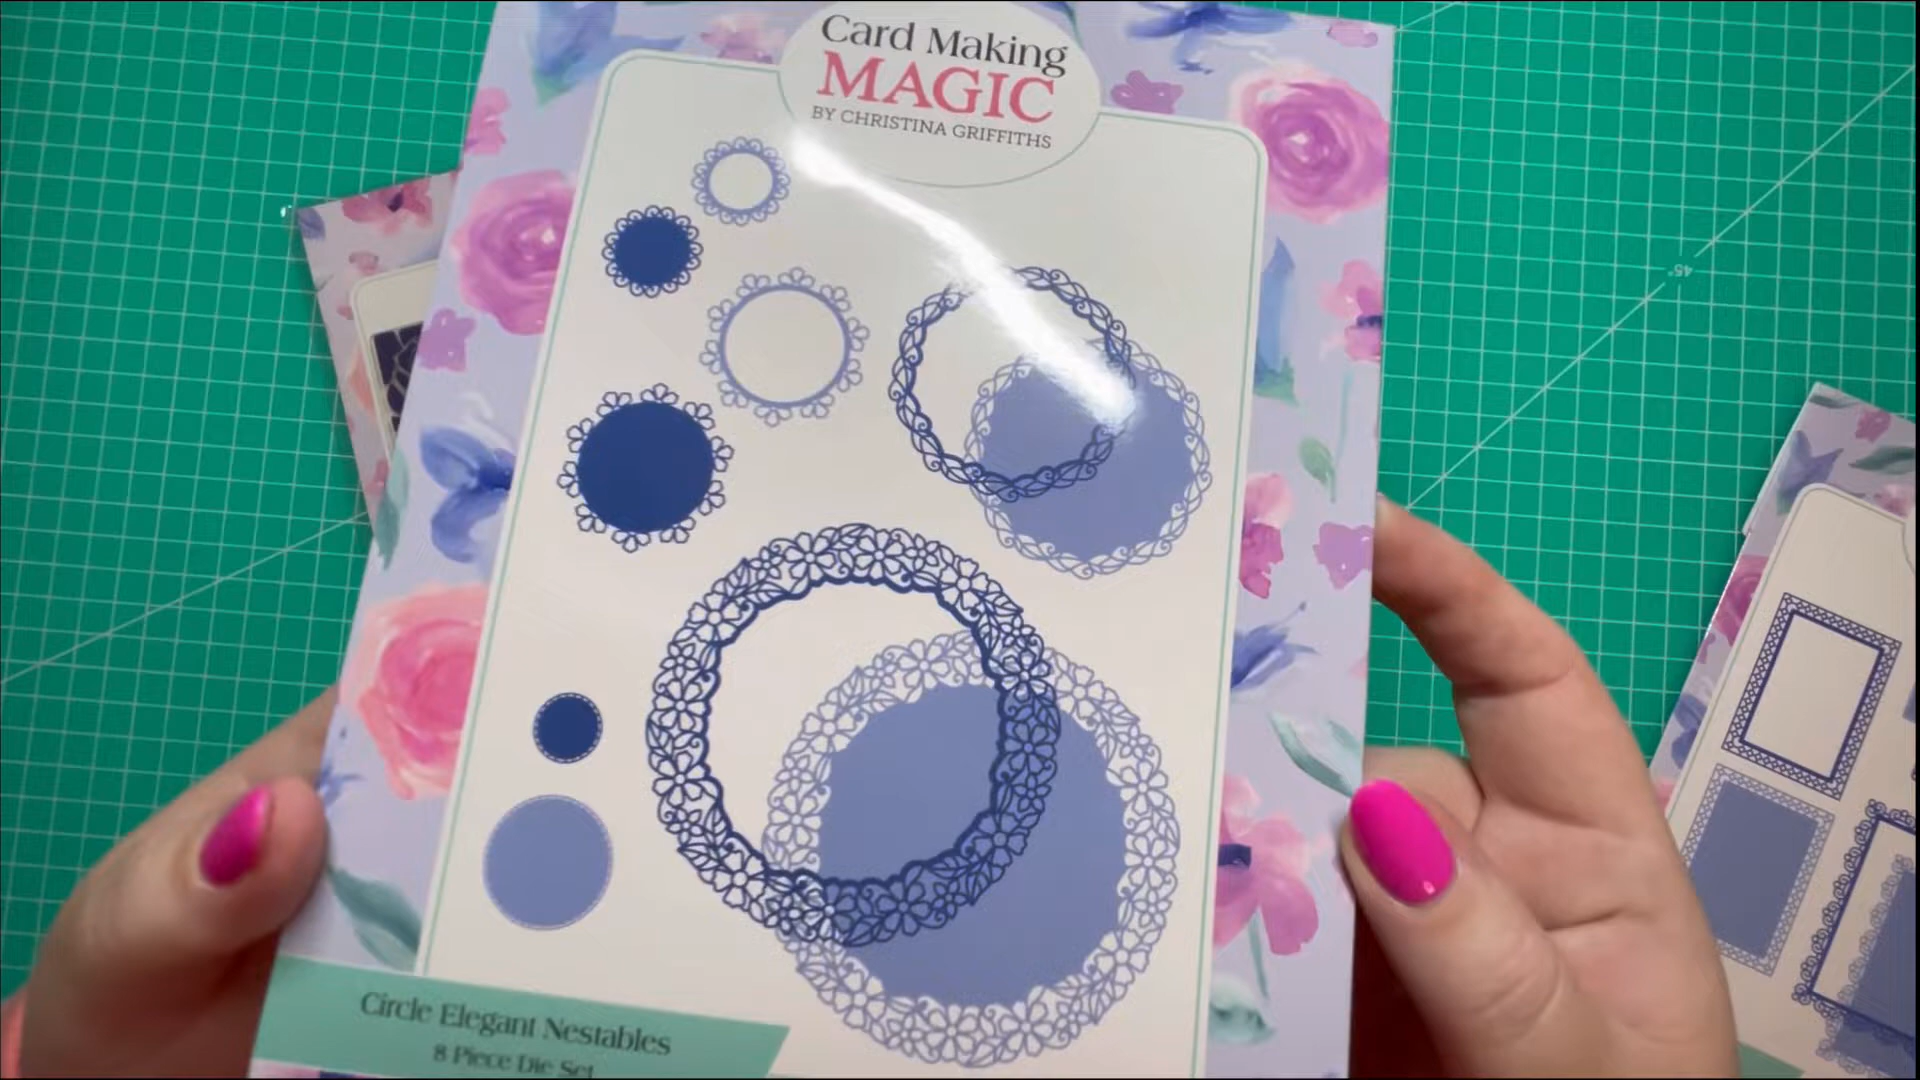 Card Making
MAGIC
BY CHRISTINA GRIFFITHS
45°
Circle Elegant Nestables
8 Piece Die Set